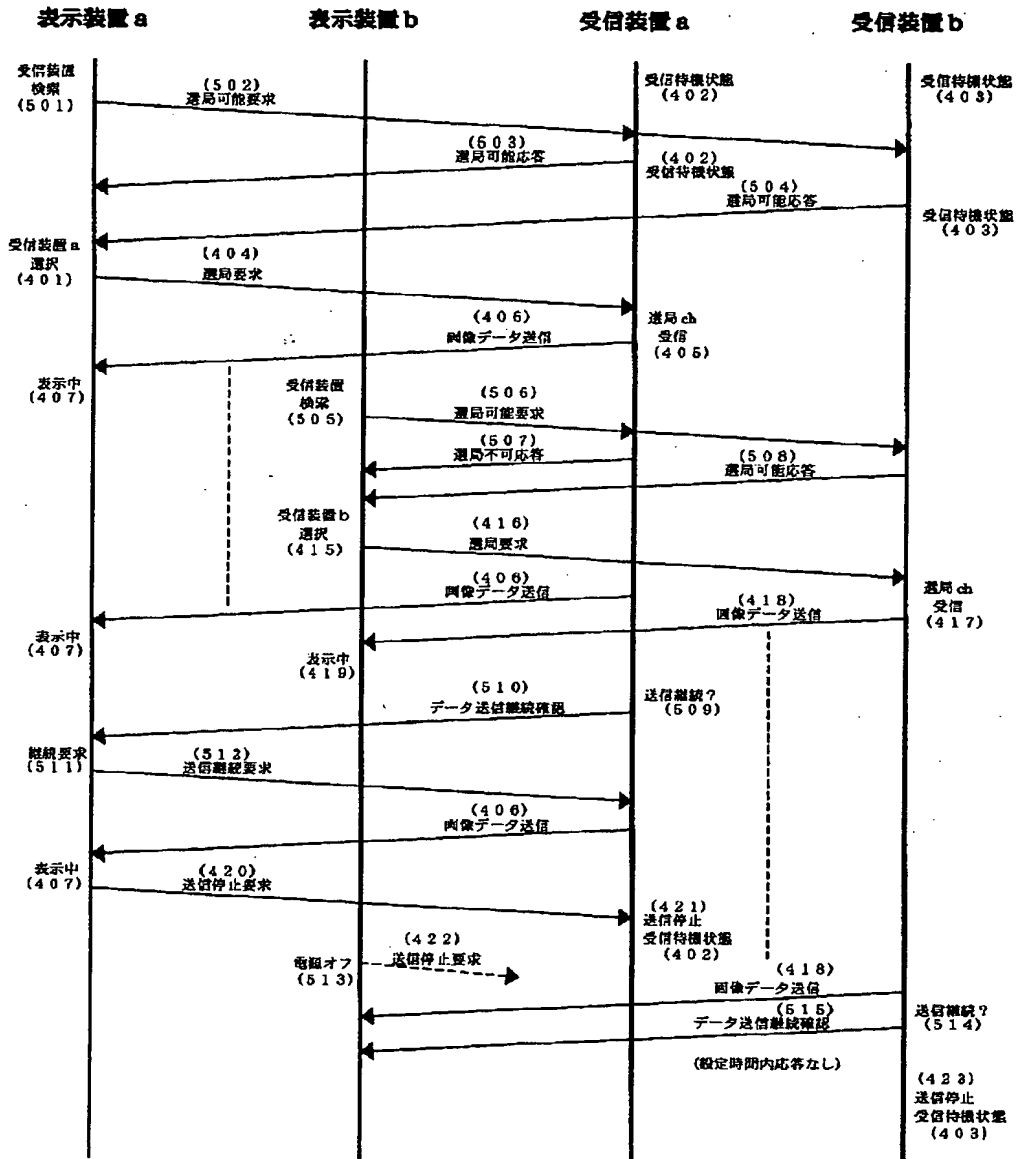 表示装置a
表示装置b
受信装置a
受信装置b
受信装置
検索
(501)
(502)
選局可能要求
受信待機状態
(402)
受信待機状態
(403)
(503)
選局可能応答
(402)
受信待機状態
(504)
選局可能応答
受信待機状態
(403)
受信装置a
選択
(401)
(404)
選局要求
(406)
画像データ送信
選局ch
受信
(405)
表示中
(407)
受信装置
検索
(505)
(506)
選局可能要求
(507)
選局不可応答
(508)
選局可能応答
受信装置b
選択
(415)
(416)
選局要求
(406)
画像データ送信
(418)
画像データ送信
選局ch
受信
(417)
表示中
(407)
表示中
(419)
(510)
データ送信継続確認
送信継続?
(509)
継続要求
(511)
(512)
送信継続要求
(406)
画像データ送信
表示中
(407)
(420)
送信停止要求
(421)
送信停止
受信待機状態
(402)
電源オフ
(513)
(422)
送信停止要求
(418)
画像データ送信
(515)
データ送信継続確認
送信継続?
(514)
(設定時間内応答なし)
(423)
送信停止
受信待機状態
(403)